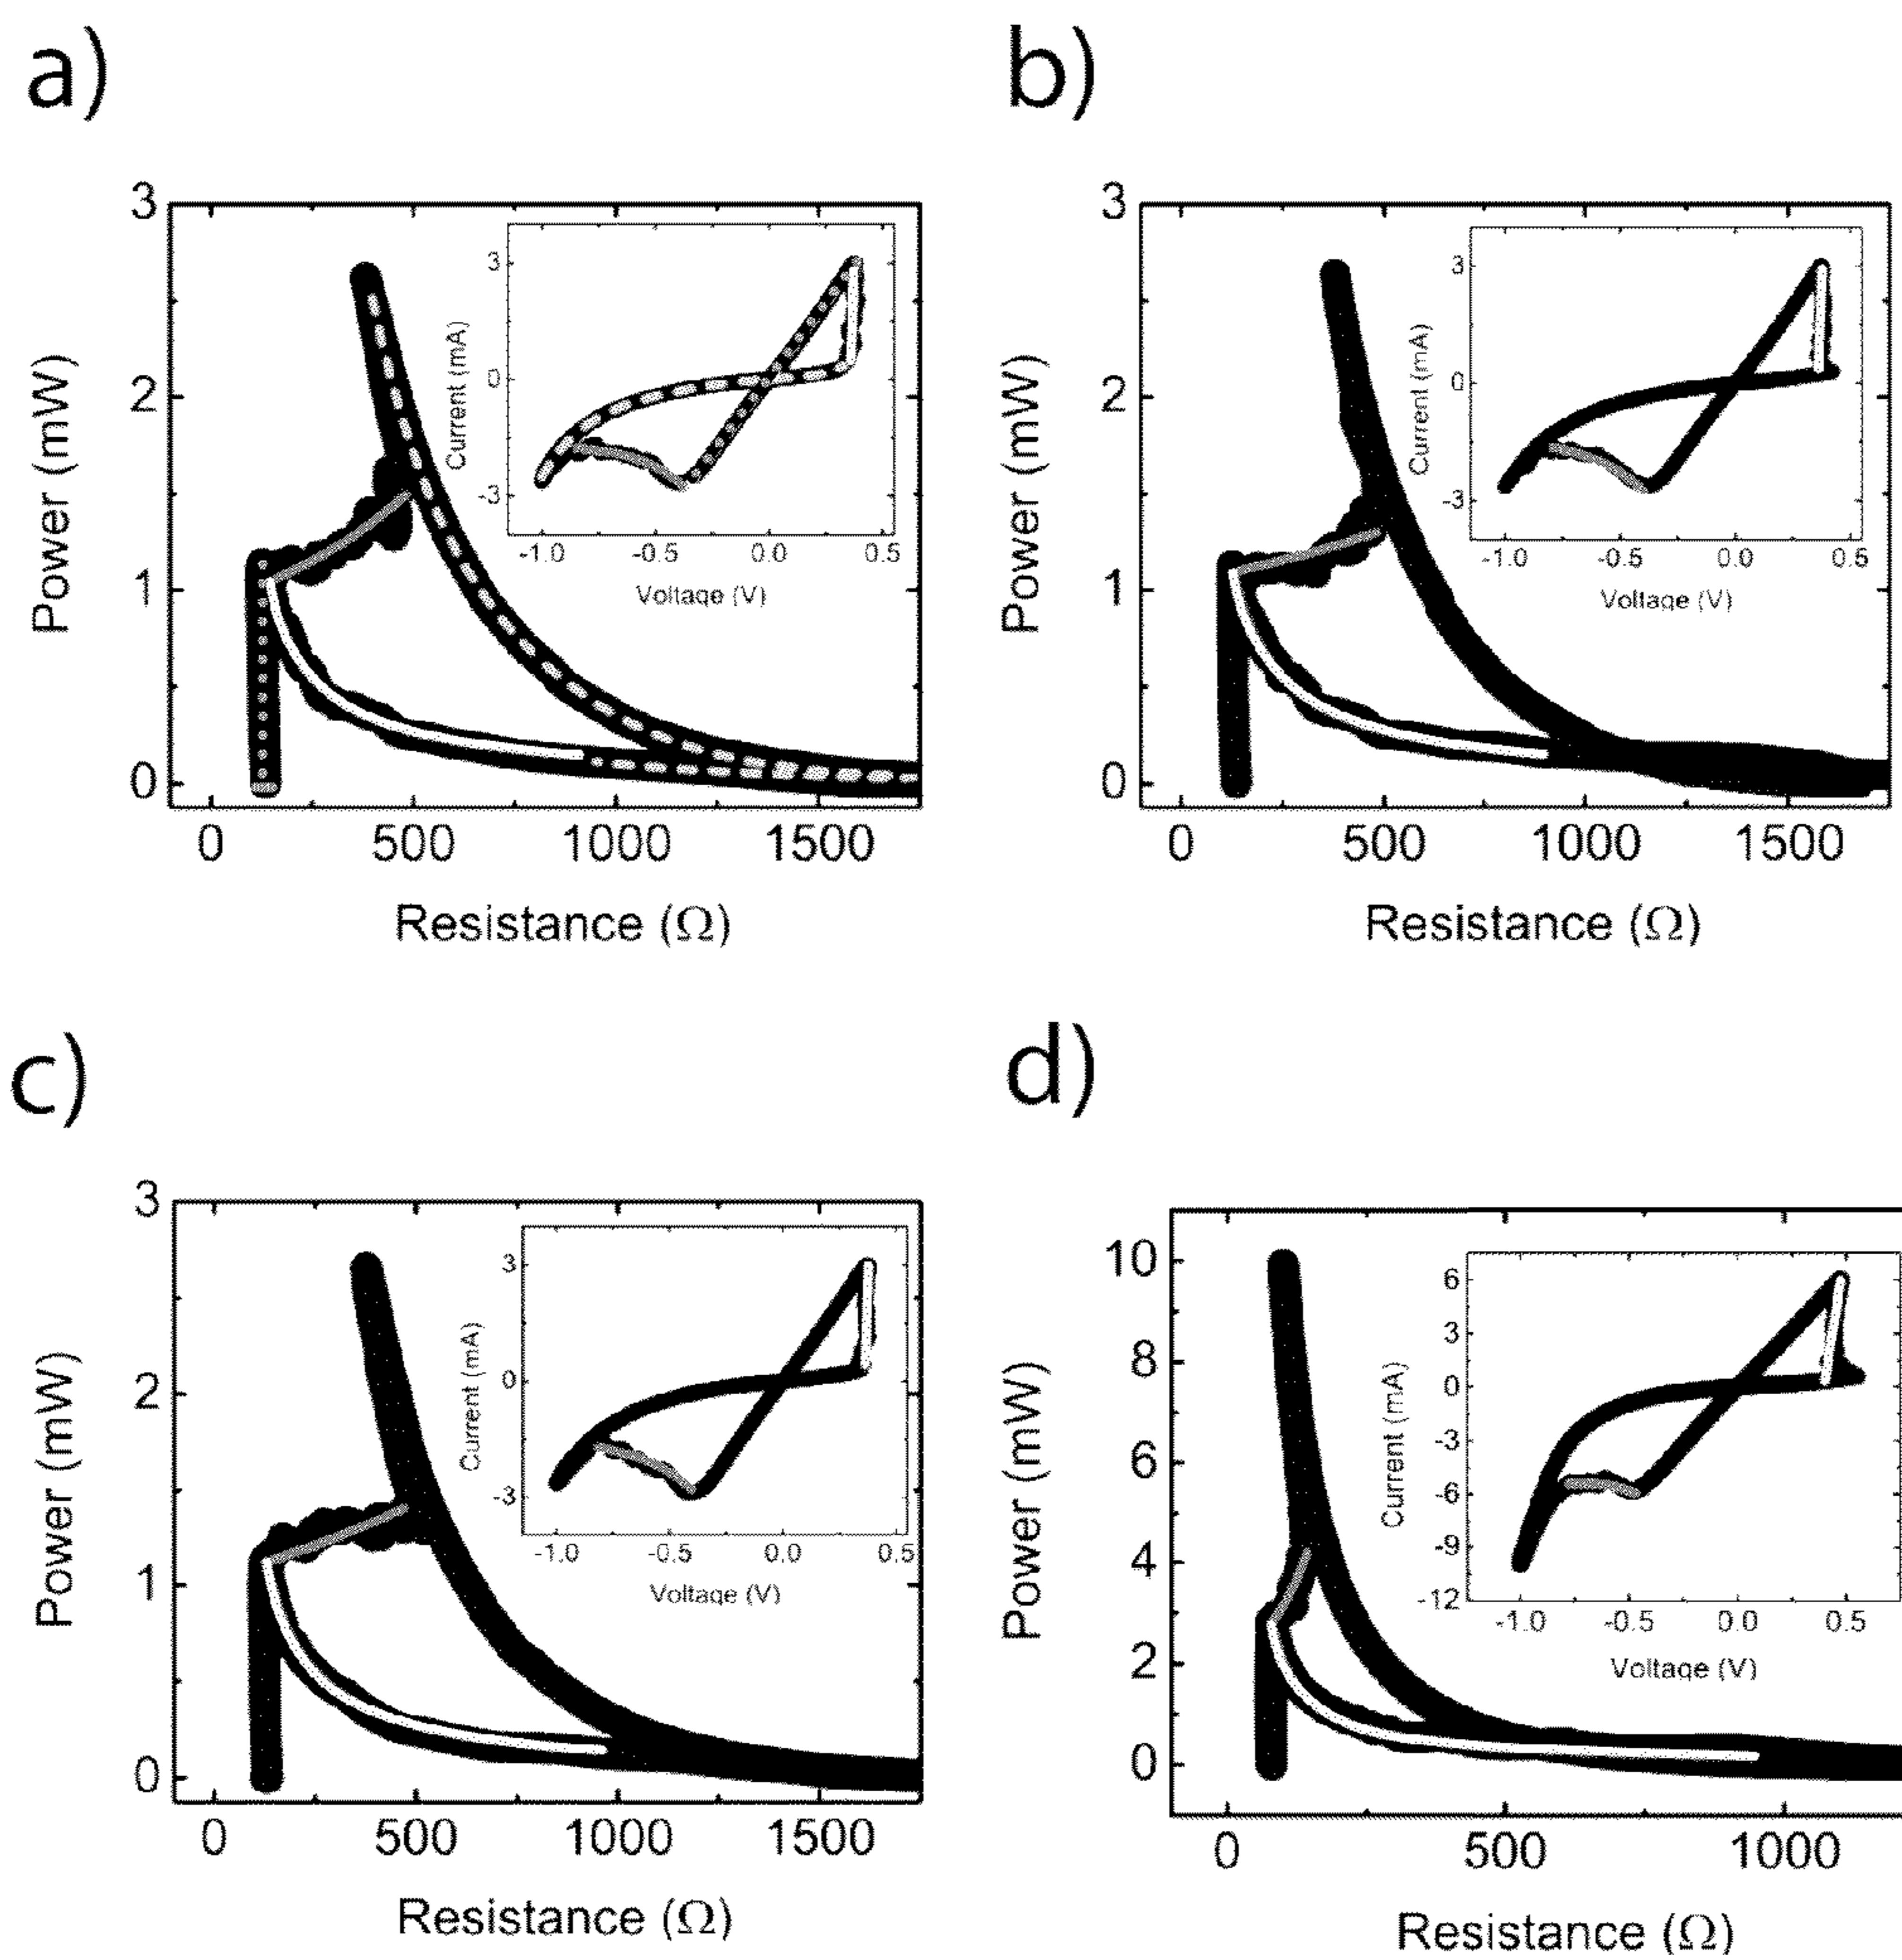 a)
3
2
1
0
Power (mW)
0 500 1000 1500
Resistance (Ω)
3
0
-3
Current (mA)
-1.0 -0.5 0.0 0.5
Voltage (V)
b)
3
2
1
0
Power (mW)
0 500 1000 1500
Resistance (Ω)
3
0
-3
Current (mA)
-1.0 -0.5 0.0 0.5
Voltage (V)
c)
3
2
1
0
Power (mW)
0 500 1000 1500
Resistance (Ω)
3
0
-3
Current (mA)
-1.0 -0.5 0.0 0.5
Voltage (V)
d)
10
8
6
4
2
0
Power (mW)
0 500 1000
Resistance (Ω)
6
3
0
-3
-6
-9
-12
Current (mA)
-1.0 -0.5 0.0 0.5
Voltage (V)